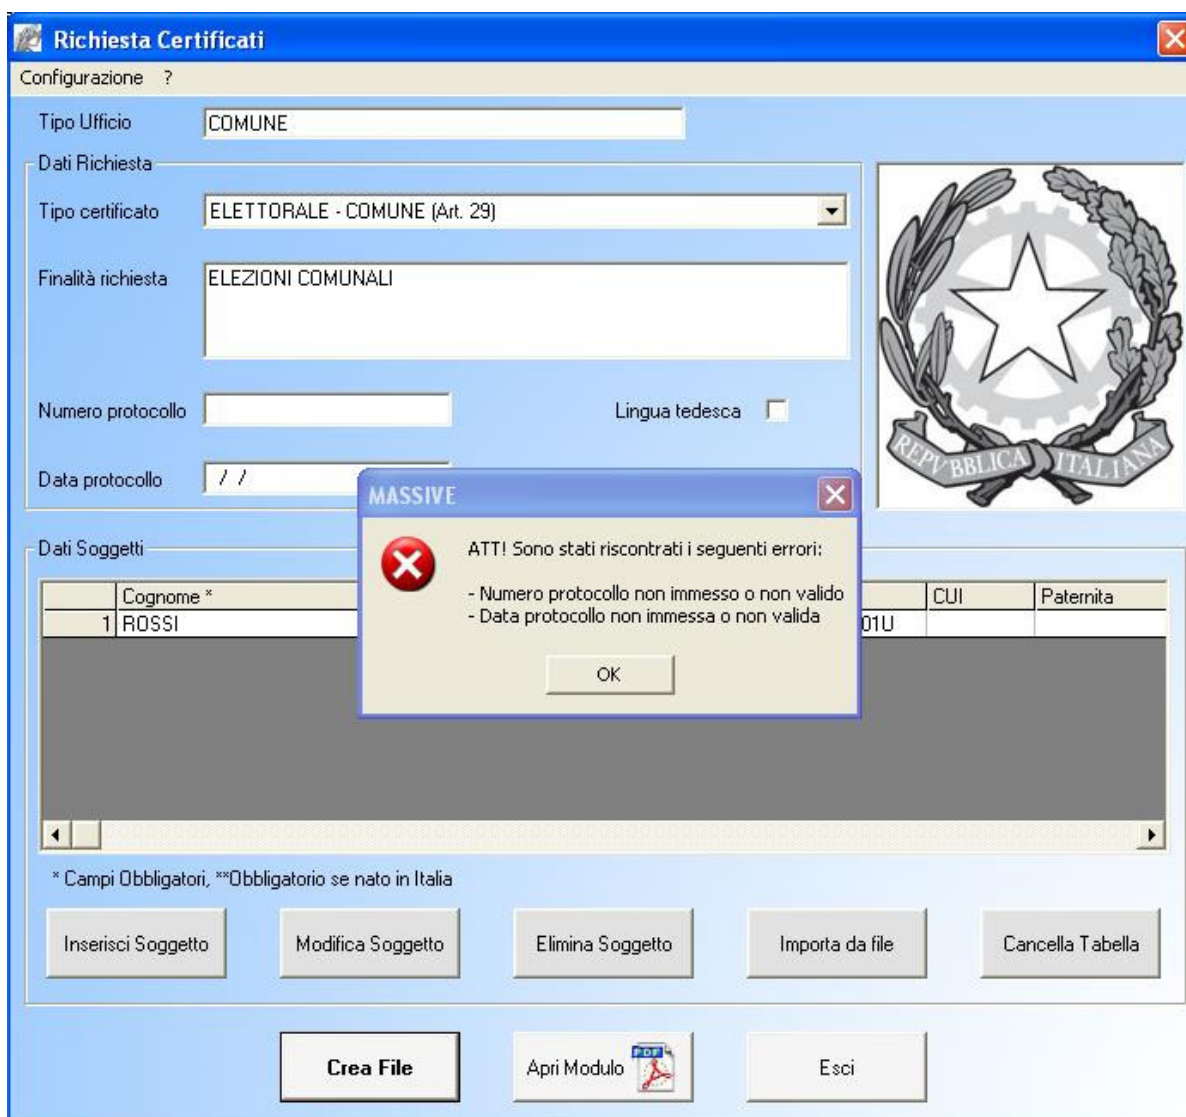 Richiesta Certificati
Configurazione ?
Tipo Ufficio COMUNE
Dati Richiesta
Tipo certificato ELETTORALE - COMUNE (Art. 29)
Finalità richiesta ELEZIONI COMUNALI
Numero protocollo Lingua tedesca
Data protocollo / /
REPVBBLICA ITALIANA
MASSIVE
ATT! Sono stati riscontrati i seguenti errori:
- Numero protocollo non immesso o non valido
- Data protocollo non immessa o non valida
OK
Dati Soggetti
Cognome * CUI Paternita
1 ROSSI 01U
* Campi Obbligatori, **Obbligatorio se nato in Italia
Inserisci Soggetto Modifica Soggetto Elimina Soggetto Importa da file Cancella Tabella
Crea File Apri Modulo PDF Esci